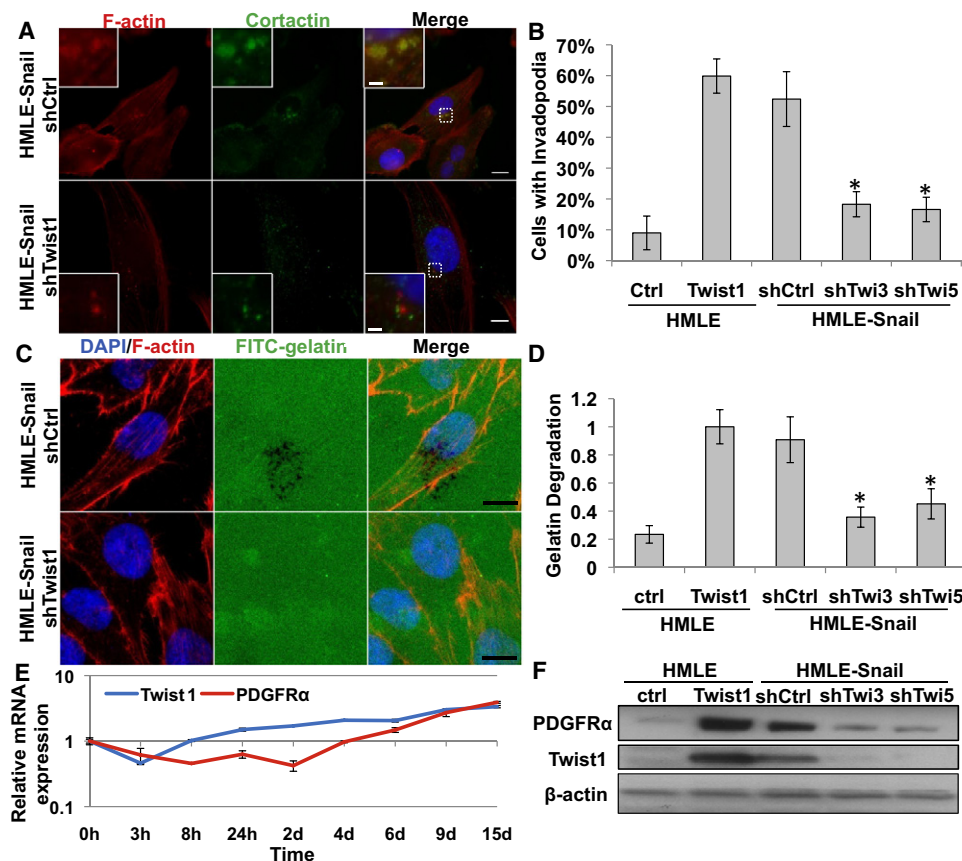 A
F-actin
Cortactin
Merge
HMLE-Snail
shCtrl
HMLE-Snail
shTwist1
B
Cells with Invadopodia
70%
60%
50%
40%
30%
20%
10%
0%
*
*
Ctrl Twist1 shCtrl shTwi3 shTwi5
HMLE HMLE-Snail
C
DAPI/F-actin
FITC-gelatin
Merge
HMLE-Snail
shCtrl
HMLE-Snail
shTwist1
D
Gelatin Degradation
1.2
1
0.8
0.6
0.4
0.2
0
*
*
ctrl Twist1 shCtrl shTwi3 shTwi5
HMLE HMLE-Snail
E
Relative mRNA
expression
10
1
0.1
Twist1 PDGFRα
0h 3h 8h 24h 2d 4d 6d 9d 15d
Time
F
HMLE HMLE-Snail
ctrl Twist1 shCtrl shTwi3 shTwi5
PDGFRα
Twist1
β-actin